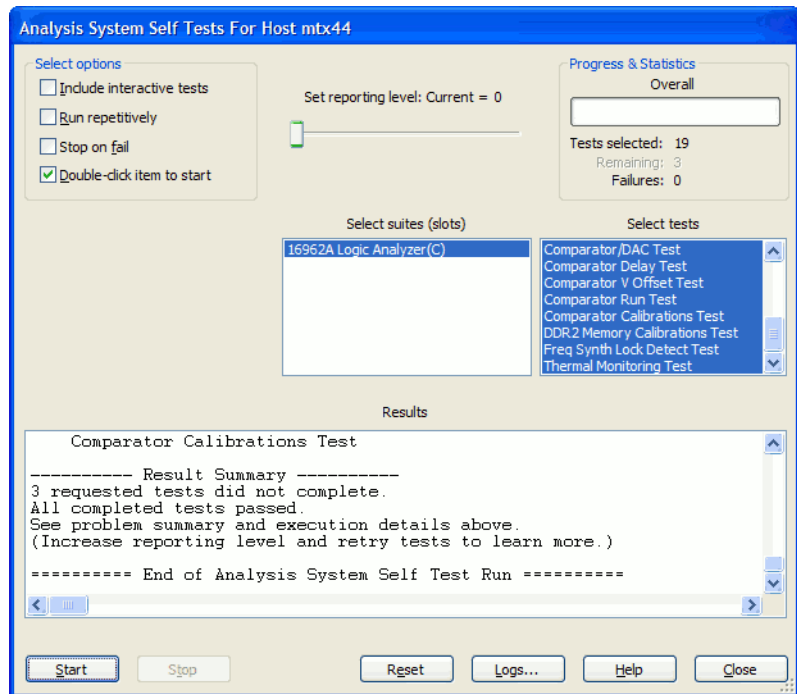 Analysis System Self Tests For Host mtx44
Select options
Include interactive tests
Run repetitively
Stop on fail
Double-click item to start
Set reporting level: Current = 0
Progress & Statistics
Overall
Tests selected: 19
Remaining: 3
Failures: 0
Select suites (slots)
16962A Logic Analyzer(C)
Select tests
Comparator/DAC Test
Comparator Delay Test
Comparator V Offset Test
Comparator Run Test
Comparator Calibrations Test
DDR2 Memory Calibrations Test
Freq Synth Lock Detect Test
Thermal Monitoring Test
Results
Comparator Calibrations Test
---------- Result Summary ----------
3 requested tests did not complete.
All completed tests passed.
See problem summary and execution details above.
(Increase reporting level and retry tests to learn more.)
========== End of Analysis System Self Test Run ==========
Start
Stop
Reset
Logs...
Help
Close